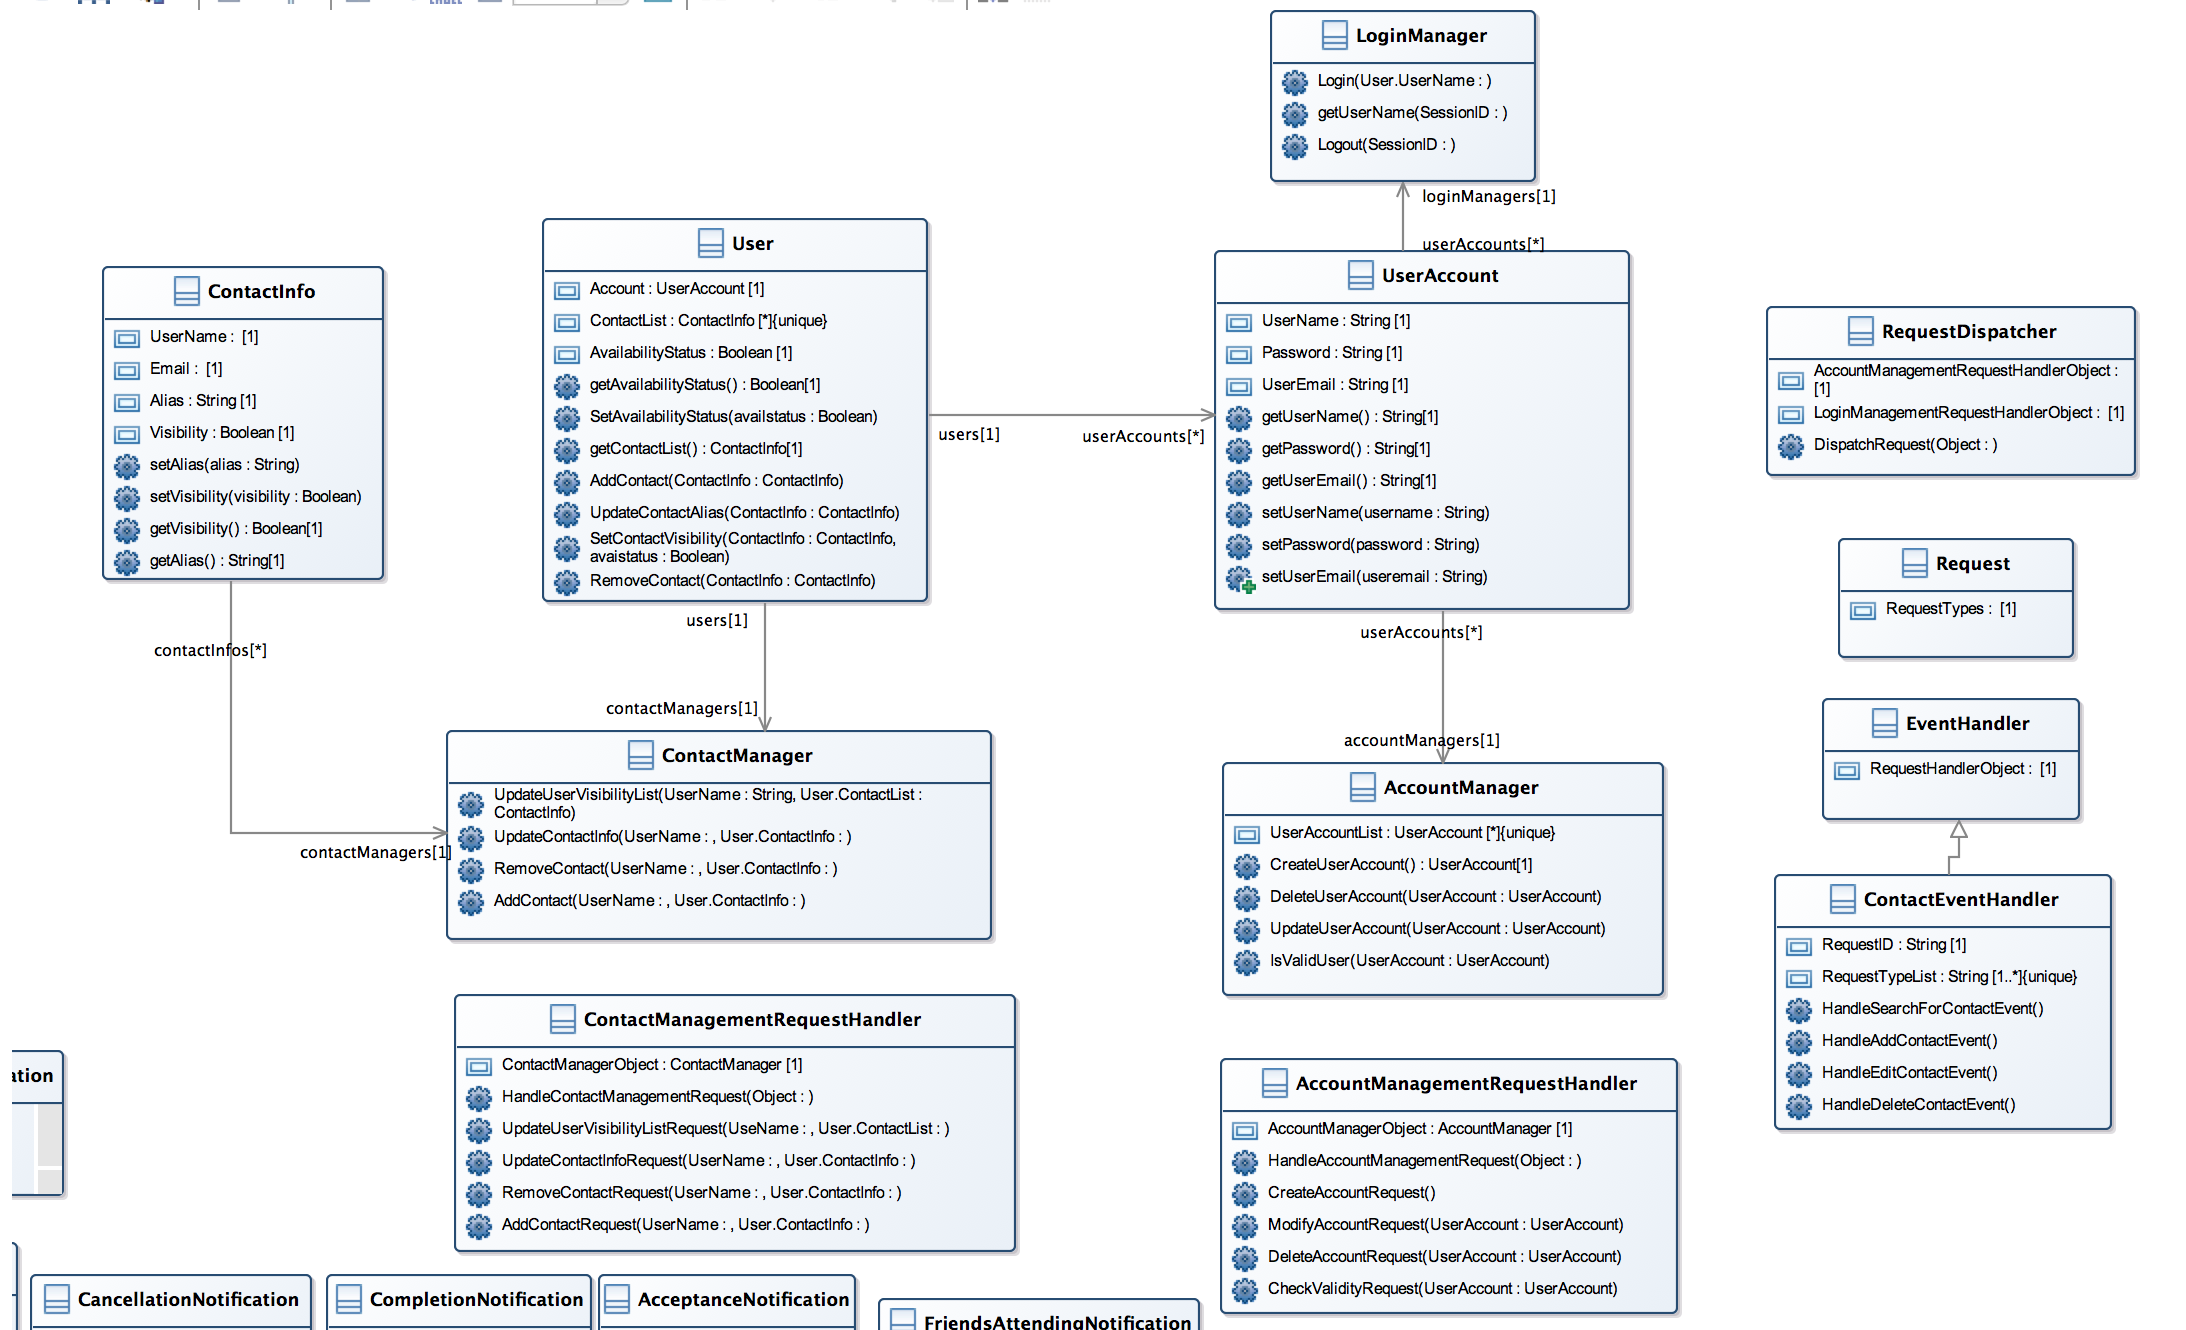 LoginManager
Login(User.UserName : )
getUserName(SessionID : )
Logout(SessionID : )
loginManagers[1]
userAccounts[*]
User
Account : UserAccount [1]
ContactList : ContactInfo [*]{unique}
AvailabilityStatus : Boolean [1]
getAvailabilityStatus() : Boolean[1]
SetAvailabilityStatus(availstatus : Boolean)
getContactList() : ContactInfo[1]
AddContact(ContactInfo : ContactInfo)
UpdateContactAlias(ContactInfo : ContactInfo)
SetContactVisibility(ContactInfo : ContactInfo,
avaistatus : Boolean)
RemoveContact(ContactInfo : ContactInfo)
users[1]
userAccounts[*]
UserAccount
UserName : String [1]
Password : String [1]
UserEmail : String [1]
getUserName() : String[1]
getPassword() : String[1]
getUserEmail() : String[1]
setUserName(username : String)
setPassword(password : String)
setUserEmail(useremail : String)
ContactInfo
UserName : [1]
Email : [1]
Alias : String [1]
Visibility : Boolean [1]
setAlias(alias : String)
setVisibility(visibility : Boolean)
getVisibility() : Boolean[1]
getAlias() : String[1]
RequestDispatcher
AccountManagementRequestHandlerObject :
[1]
LoginManagementRequestHandlerObject : [1]
DispatchRequest(Object : )
Request
RequestTypes : [1]
users[1]
contactManagers[1]
contactInfos[*]
contactManagers[1]
userAccounts[*]
accountManagers[1]
EventHandler
RequestHandlerObject : [1]
ContactManager
UpdateUserVisibilityList(UserName : String, User.ContactList :
ContactInfo)
UpdateContactInfo(UserName : , User.ContactInfo : )
RemoveContact(UserName : , User.ContactInfo : )
AddContact(UserName : , User.ContactInfo : )
AccountManager
UserAccountList : UserAccount [*]{unique}
CreateUserAccount() : UserAccount[1]
DeleteUserAccount(UserAccount : UserAccount)
UpdateUserAccount(UserAccount : UserAccount)
IsValidUser(UserAccount : UserAccount)
ContactEventHandler
RequestID : String [1]
RequestTypeList : String [1..*]{unique}
HandleSearchForContactEvent()
HandleAddContactEvent()
HandleEditContactEvent()
HandleDeleteContactEvent()
ContactManagementRequestHandler
ContactManagerObject : ContactManager [1]
HandleContactManagementRequest(Object : )
UpdateUserVisibilityListRequest(UseName : , User.ContactList : )
UpdateContactInfoRequest(UserName : , User.ContactInfo : )
RemoveContactRequest(UserName : , User.ContactInfo : )
AddContactRequest(UserName : , User.ContactInfo : )
AccountManagementRequestHandler
AccountManagerObject : AccountManager [1]
HandleAccountManagementRequest(Object : )
CreateAccountRequest()
ModifyAccountRequest(UserAccount : UserAccount)
DeleteAccountRequest(UserAccount : UserAccount)
CheckValidityRequest(UserAccount : UserAccount)
ation
CancellationNotification
CompletionNotification
AcceptanceNotification
FriendsAttendingNotification